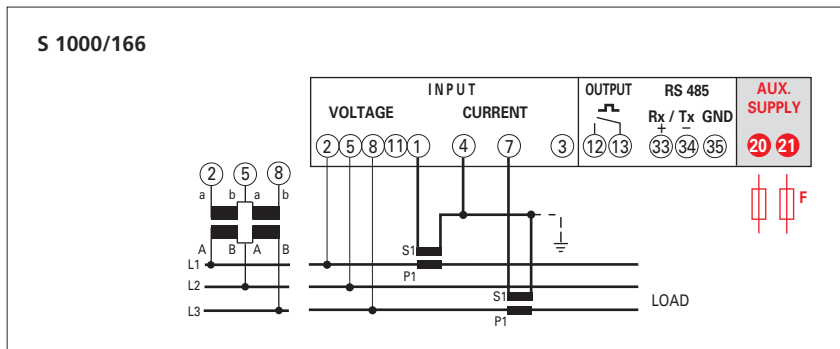 S 1000/166
INPUT OUTPUT RS 485 AUX. SUPPLY
VOLTAGE CURRENT
Rx / Tx GND
+ −
2 5 8 11 1 4 7 3 12 13 33 34 35 20 21
2 5 8
a b a b
F
A B A B
S1
L1
P1
L2
S1
LOAD
L3
P1